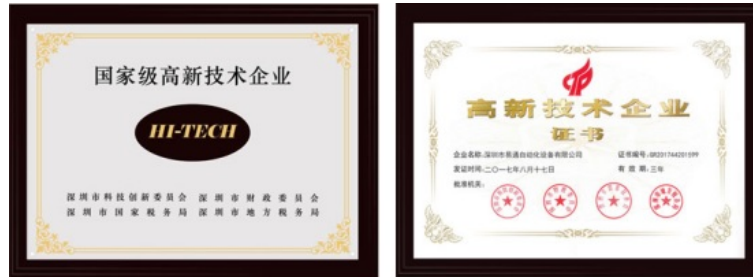 国家级高新技术企业
HI-TECH
深圳市科技创新委员会 深圳市财政委员会
深圳市国家税务局 深圳市地方税务局
高新技术企业
证书
企业名称:深圳市易通自动化设备有限公司 证书编号:GR201744201599
发证时间:二〇一七年八月十七日 有效期:三年
批准机关: